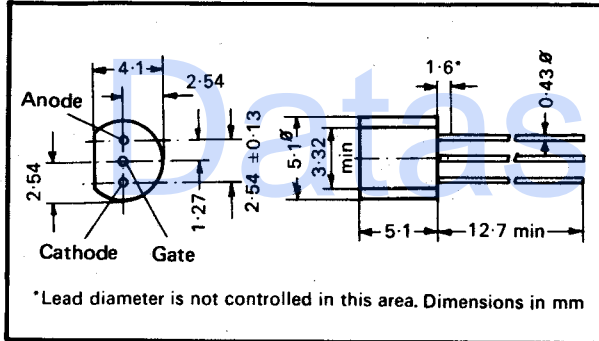 4·1
2·54
Anode
2·54
1·27
2·54 ±0·13
Cathode
Gate
5·1Ø
3·32
min
1·6*
0·43Ø
5·1
12·7 min
*Lead diameter is not controlled in this area. Dimensions in mm
Datas